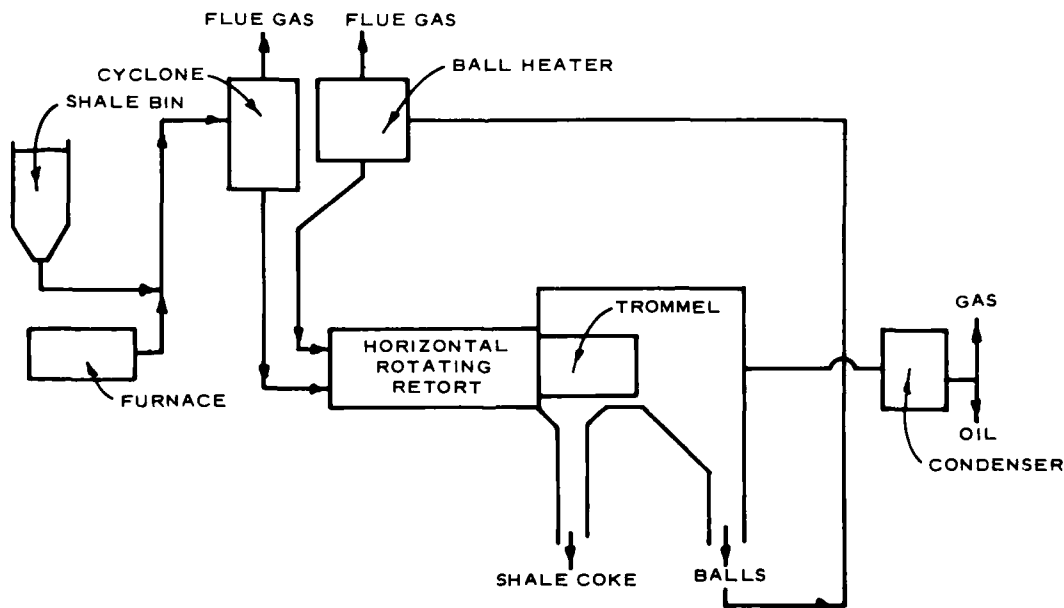 FLUE GAS
FLUE GAS
CYCLONE
BALL HEATER
SHALE BIN
TROMMEL
GAS
HORIZONTAL
ROTATING
RETORT
FURNACE
OIL
CONDENSER
SHALE COKE
BALLS